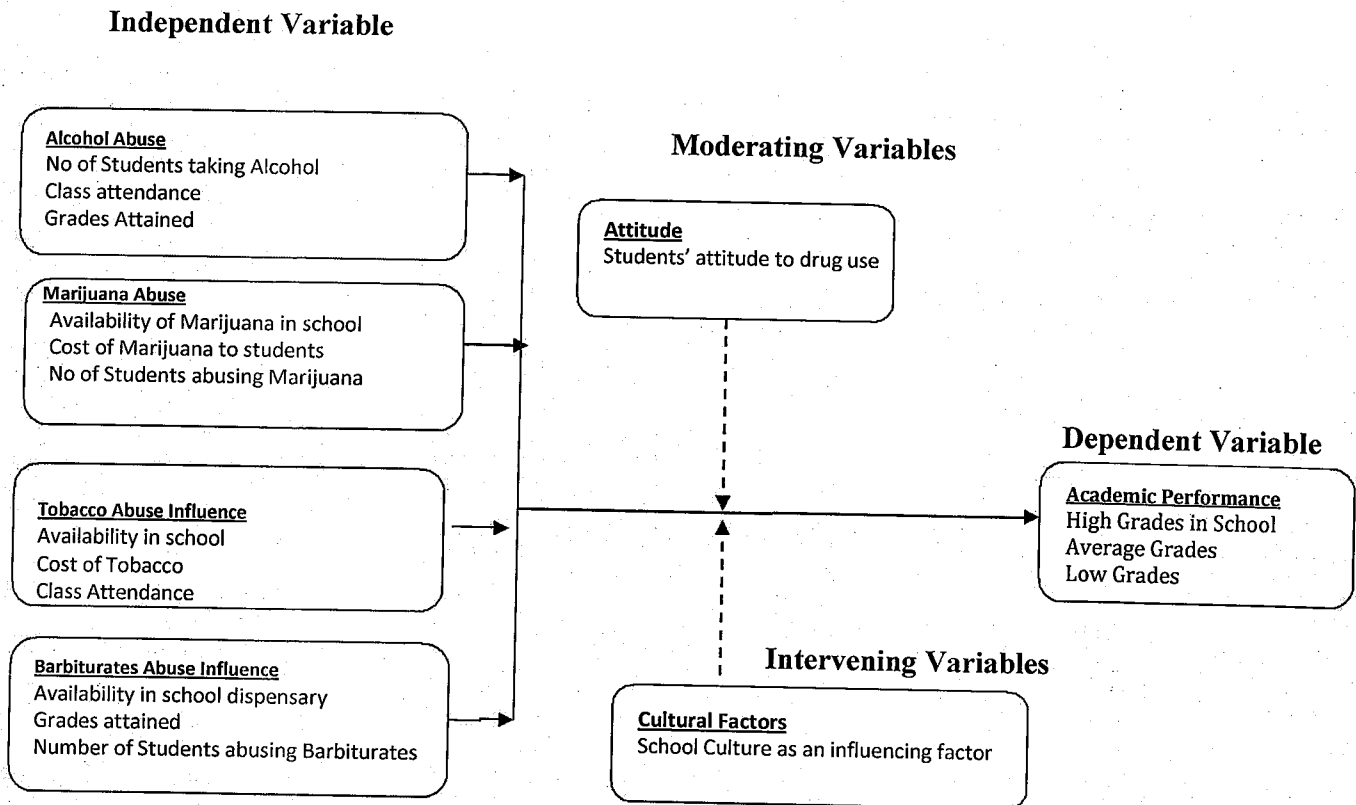 Independent Variable
Alcohol Abuse
No of Students taking Alcohol
Class attendance
Grades Attained
Marijuana Abuse
Availability of Marijuana in school
Cost of Marijuana to students
No of Students abusing Marijuana
Tobacco Abuse Influence
Availability in school
Cost of Tobacco
Class Attendance
Barbiturates Abuse Influence
Availability in school dispensary
Grades attained
Number of Students abusing Barbiturates
Moderating Variables
Attitude
Students’ attitude to drug use
Intervening Variables
Cultural Factors
School Culture as an influencing factor
Dependent Variable
Academic Performance
High Grades in School
Average Grades
Low Grades